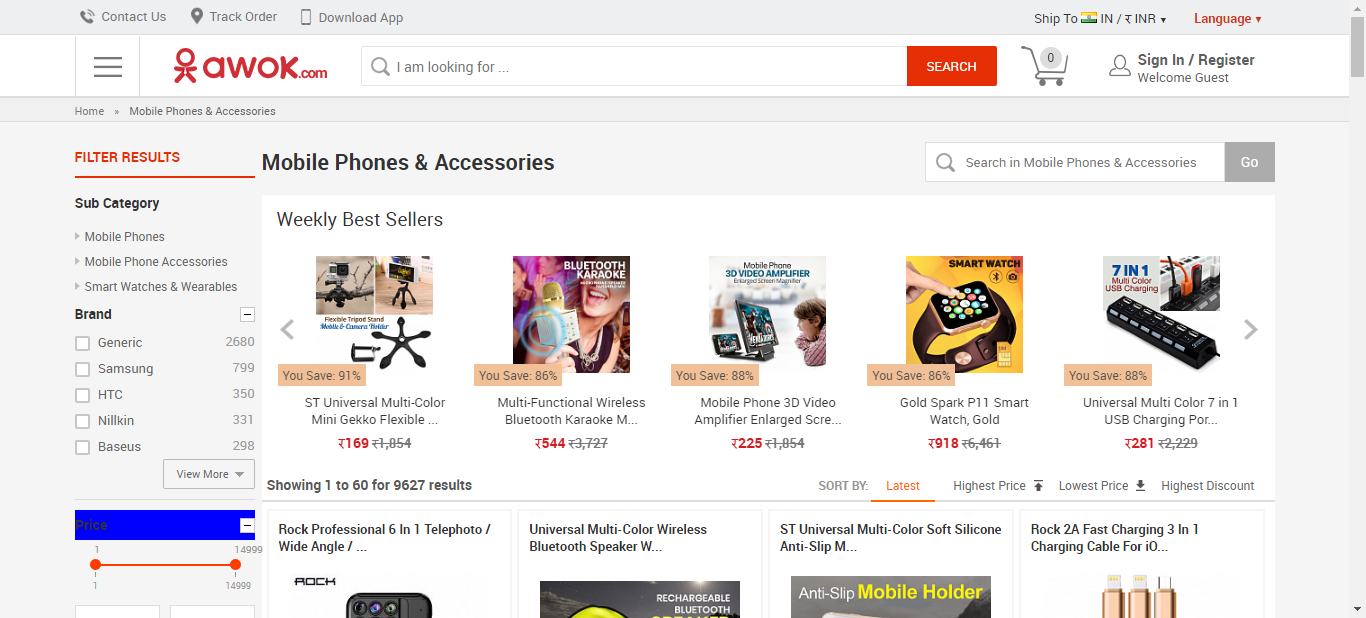 Contact Us
Track Order
Download App
Ship To IN / ₹ INR
Language
awok.com
I am looking for ...
SEARCH
0
Sign In / Register
Welcome Guest
Home » Mobile Phones & Accessories
FILTER RESULTS
Sub Category
Mobile Phones
Mobile Phone Accessories
Smart Watches & Wearables
Brand
Generic 2680
Samsung 799
HTC 350
Nillkin 331
Baseus 298
View More
Price
1 14999
1 14999
Mobile Phones & Accessories
Search in Mobile Phones & Accessories
Go
Weekly Best Sellers
Flexible Tripod Stand
Mobile & Camera Holder
You Save: 91%
ST Universal Multi-Color
Mini Gekko Flexible ...
₹169 ₹1,854
BLUETOOTH
KARAOKE
You Save: 86%
Multi-Functional Wireless
Bluetooth Karaoke M...
₹544 ₹3,727
Mobile Phone
3D VIDEO AMPLIFIER
Enlarged Screen Magnifier
You Save: 88%
Mobile Phone 3D Video
Amplifier Enlarged Scre...
₹225 ₹1,854
SMART WATCH
SIM
You Save: 86%
Gold Spark P11 Smart
Watch, Gold
₹918 ₹6,461
7 IN 1
Multi Color
USB Charging
You Save: 88%
Universal Multi Color 7 in 1
USB Charging Por...
₹281 ₹2,229
Showing 1 to 60 for 9627 results
SORT BY: Latest Highest Price Lowest Price Highest Discount
Rock Professional 6 In 1 Telephoto /
Wide Angle / ...
ROCK
Universal Multi-Color Wireless
Bluetooth Speaker W...
RECHARGEABLE
BLUETOOTH
SPEAKER
ST Universal Multi-Color Soft Silicone
Anti-Slip M...
Anti-Slip Mobile Holder
Rock 2A Fast Charging 3 In 1
Charging Cable For iO...